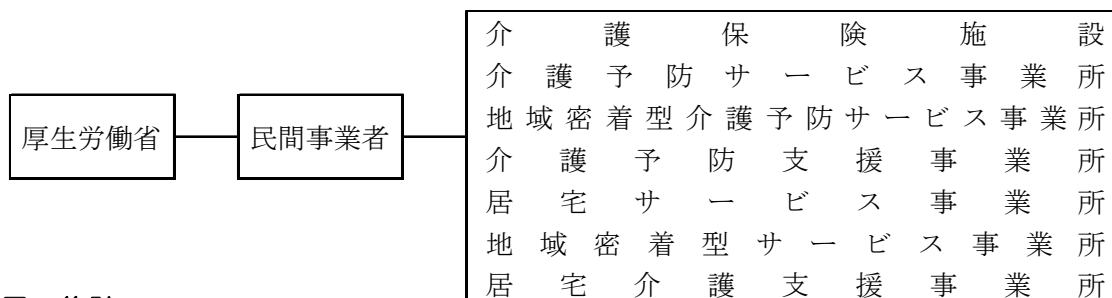 厚生労働省
民間事業者
介護保険施設
介護予防サービス事業所
地域密着型介護予防サービス事業所
介護予防支援事業所
居宅サービス事業所
地域密着型サービス事業所
居宅介護支援事業所